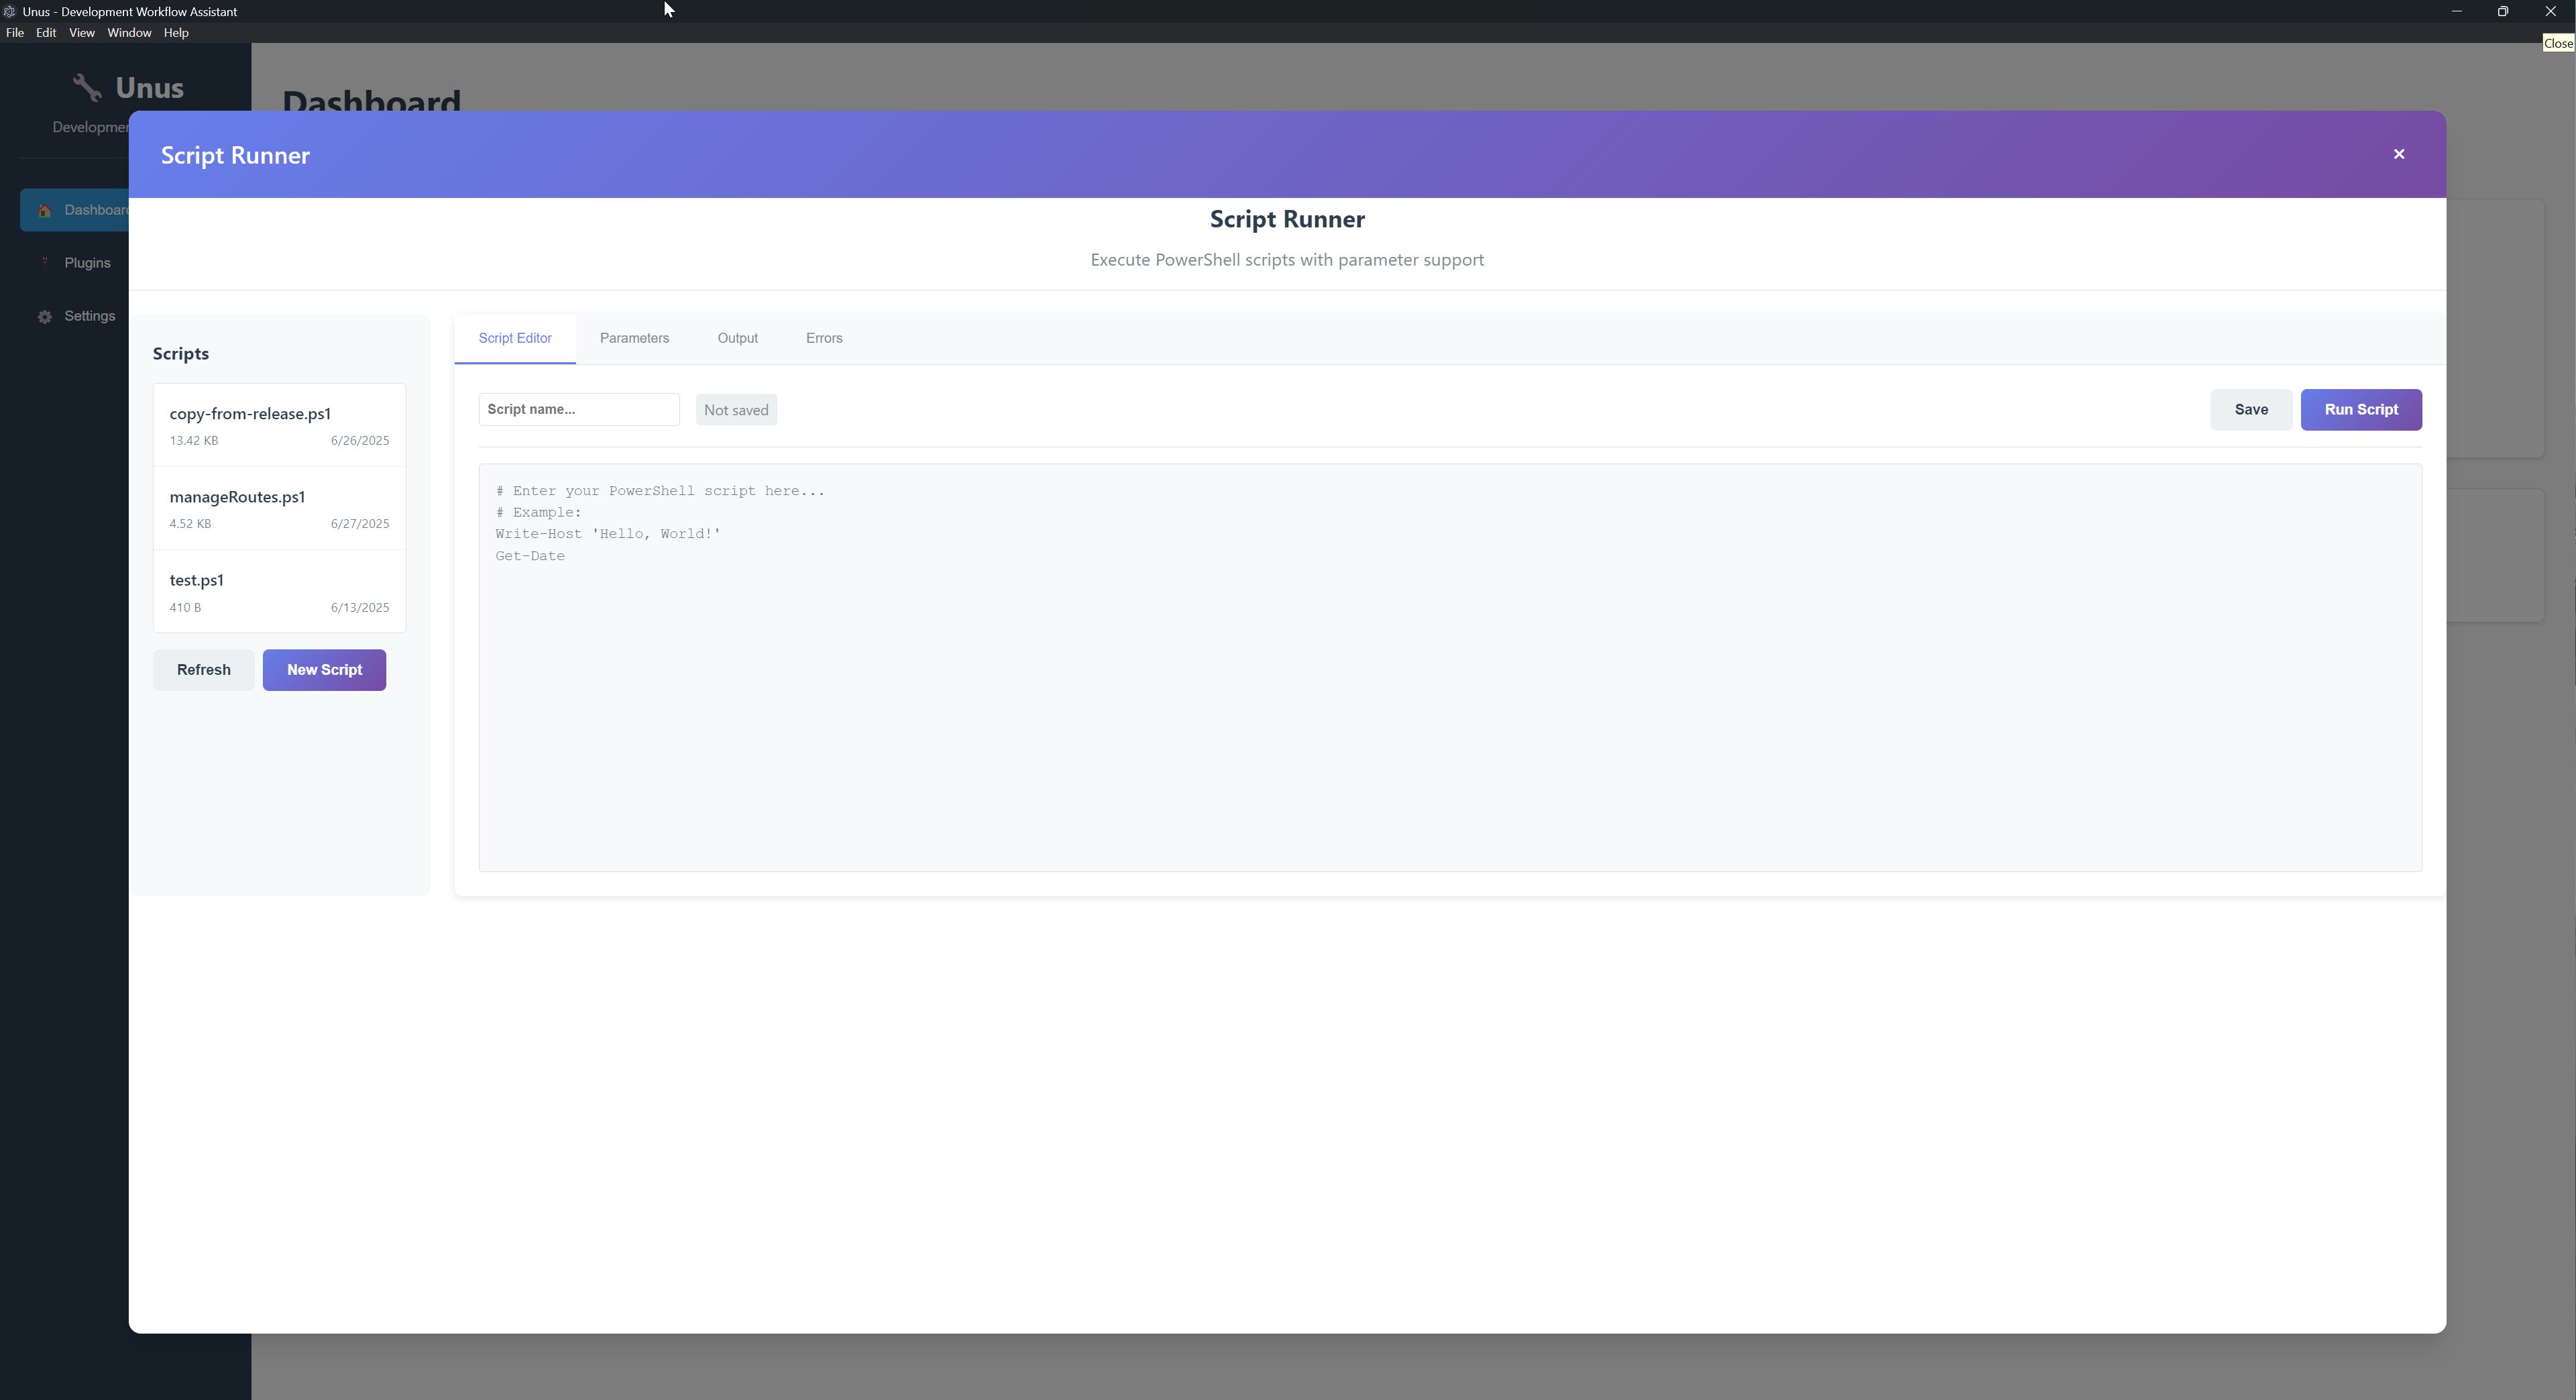 Unus - Development Workflow Assistant
File Edit View Window Help
Close
Unus
Dashboard
Script Runner
×
Dashboard
Plugins
Settings
Script Runner
Execute PowerShell scripts with parameter support
Scripts
copy-from-release.ps1
13.42 KB 6/26/2025
manageRoutes.ps1
4.52 KB 6/27/2025
test.ps1
410 B 6/13/2025
Refresh New Script
Script Editor Parameters Output Errors
Script name... Not saved Save Run Script
# Enter your PowerShell script here...
# Example:
Write-Host 'Hello, World!'
Get-Date